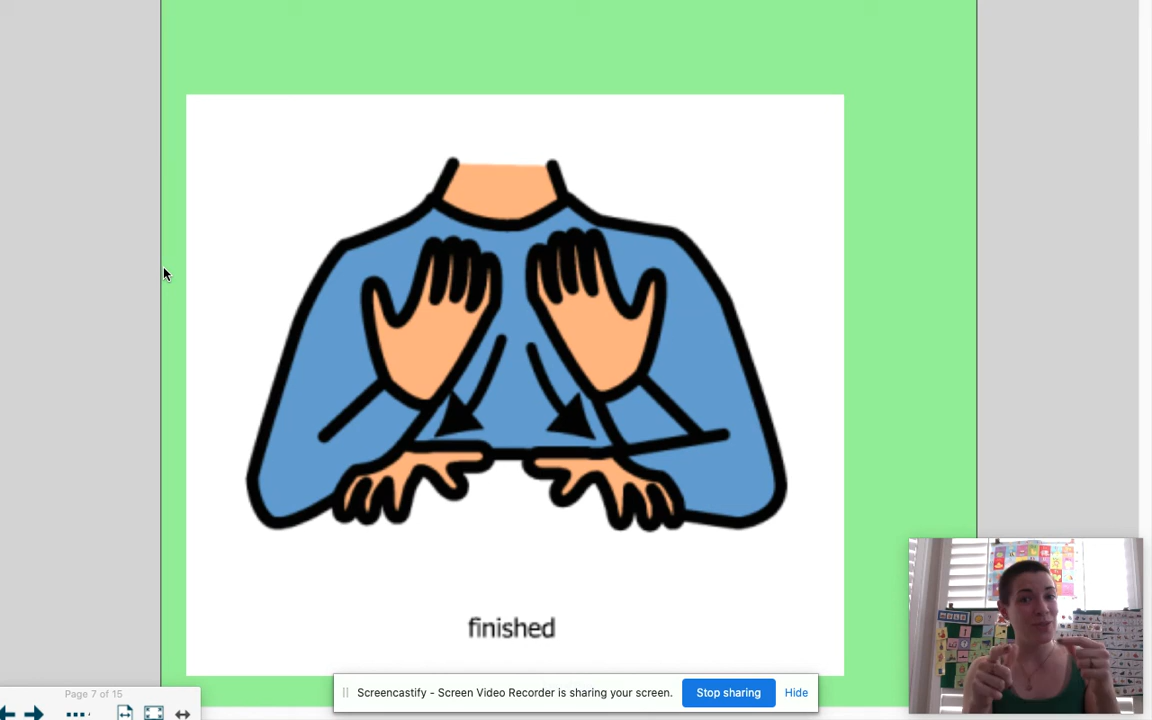 finished
Page 7 of 15
Screencastify - Screen Video Recorder is sharing your screen.
Stop sharing
Hide